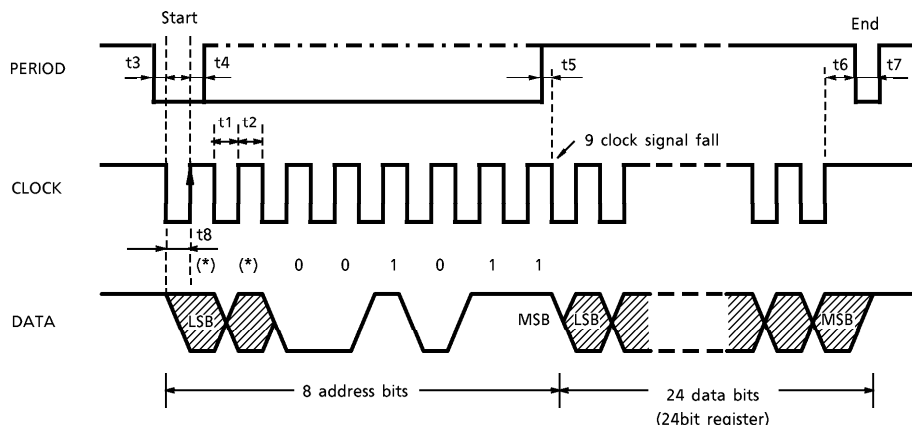 Start
End
PERIOD
t3
t4
t5
t6
t7
t1
t2
9 clock signal fall
CLOCK
t8
(*)
(*)
0
0
1
0
1
1
DATA
LSB
MSB
LSB
MSB
8 address bits
24 data bits
(24bit register)